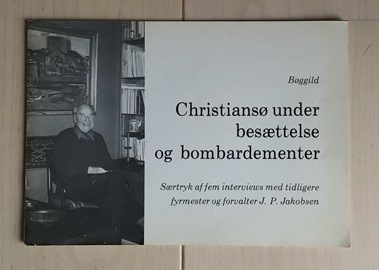 Bøggild
Christiansø under
besættelse
og bombardementer
Særtryk af fem interviews med tidligere
fyrmester og forvalter J. P. Jakobsen